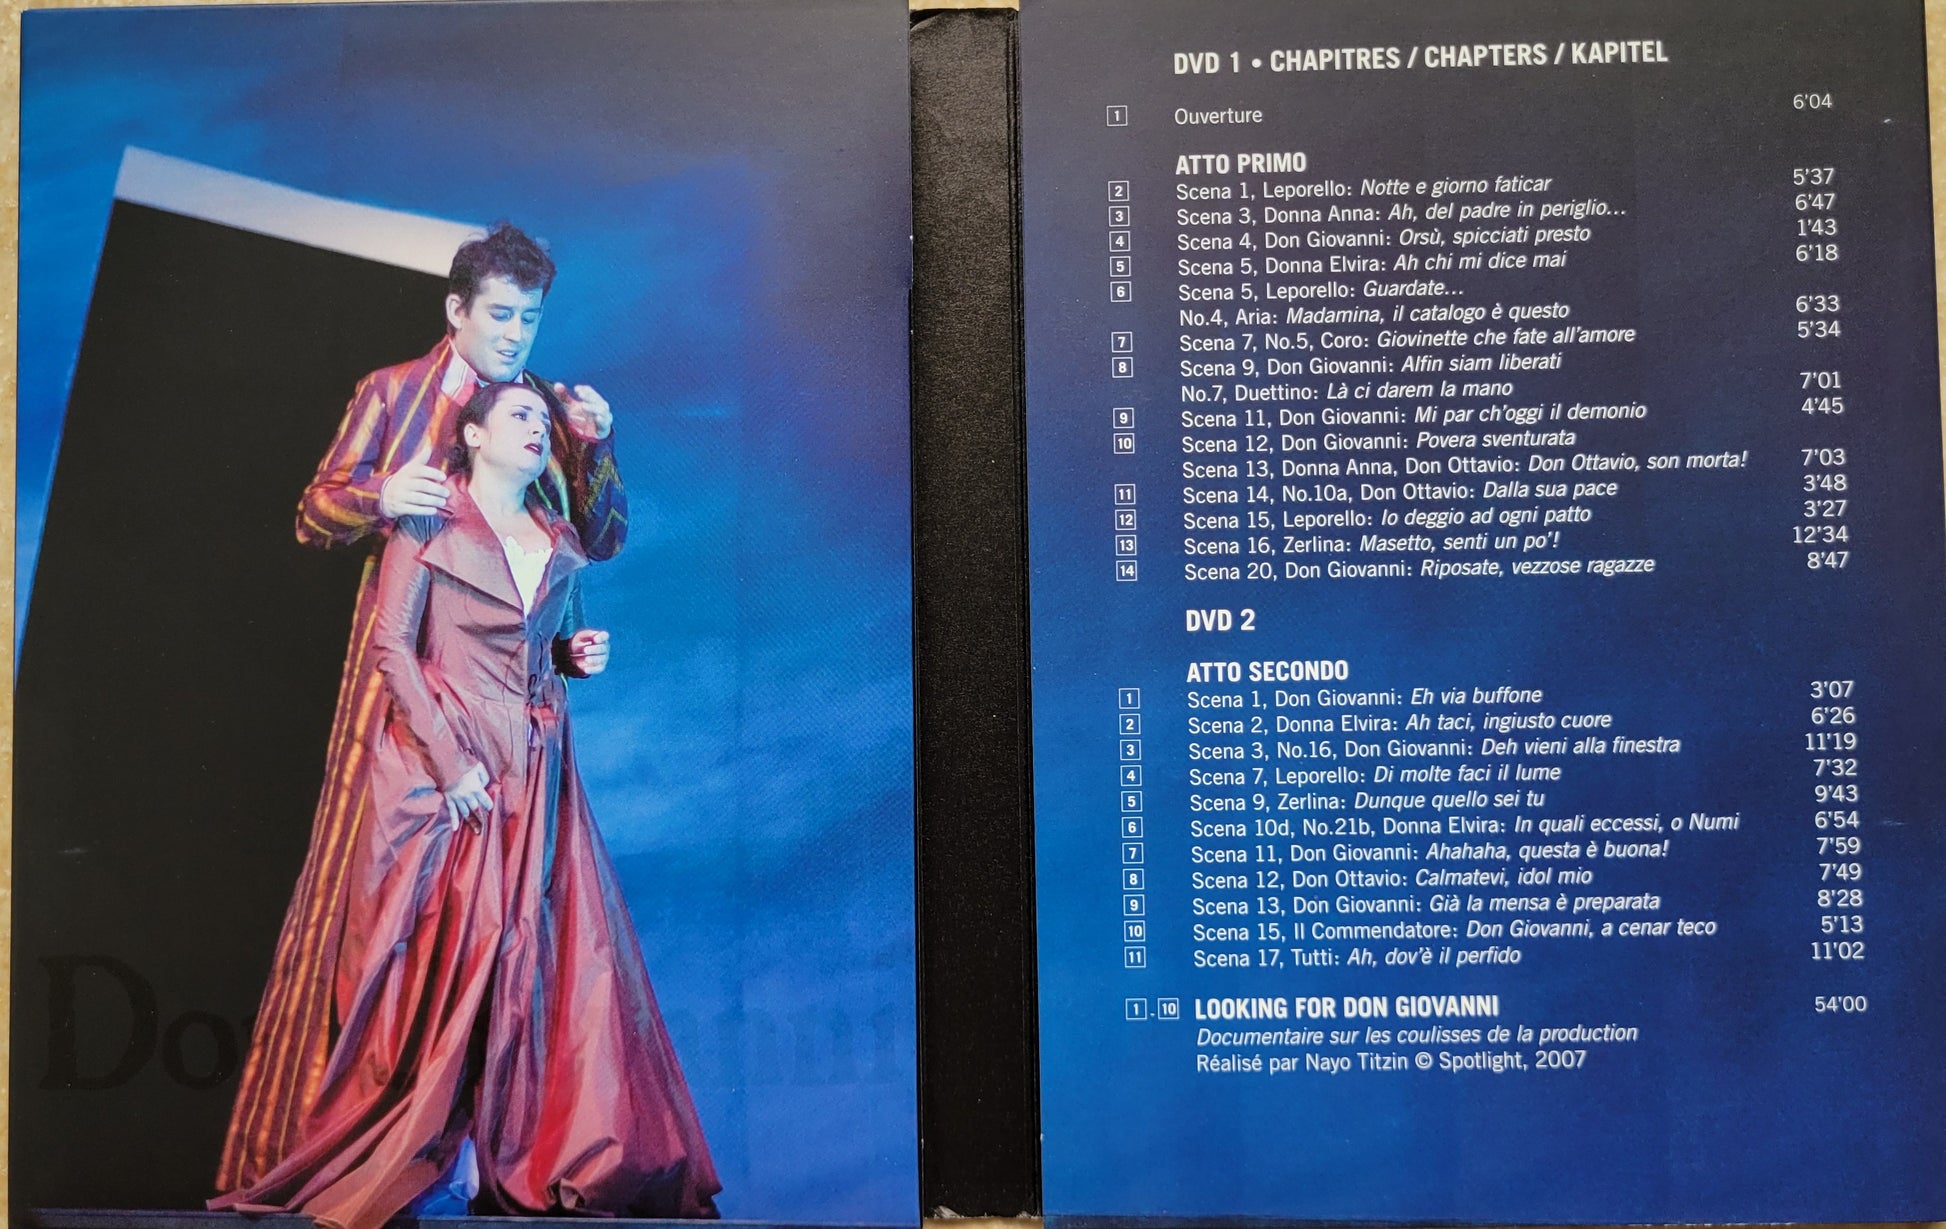 Do
DVD 1 • CHAPITRES / CHAPTERS / KAPITEL
1 Ouverture 6'04
ATTO PRIMO
2 Scena 1, Leporello: Notte e giorno faticar 5'37
3 Scena 3, Donna Anna: Ah, del padre in periglio... 6'47
4 Scena 4, Don Giovanni: Orsù, spicciati presto 1'43
5 Scena 5, Donna Elvira: Ah chi mi dice mai 6'18
6 Scena 5, Leporello: Guardate...
No.4, Aria: Madamina, il catalogo è questo 6'33
7 Scena 7, No.5, Coro: Giovinette che fate all'amore 5'34
8 Scena 9, Don Giovanni: Alfin siam liberati
No.7, Duettino: Là ci darem la mano 7'01
9 Scena 11, Don Giovanni: Mi par ch'oggi il demonio 4'45
10 Scena 12, Don Giovanni: Povera sventurata
Scena 13, Donna Anna, Don Ottavio: Don Ottavio, son morta! 7'03
11 Scena 14, No.10a, Don Ottavio: Dalla sua pace 3'48
12 Scena 15, Leporello: Io deggio ad ogni patto 3'27
13 Scena 16, Zerlina: Masetto, senti un po'! 12'34
14 Scena 20, Don Giovanni: Riposate, vezzose ragazze 8'47
DVD 2
ATTO SECONDO
1 Scena 1, Don Giovanni: Eh via buffone 3'07
2 Scena 2, Donna Elvira: Ah taci, ingiusto cuore 6'26
3 Scena 3, No.16, Don Giovanni: Deh vieni alla finestra 11'19
4 Scena 7, Leporello: Di molte faci il lume 7'32
5 Scena 9, Zerlina: Dunque quello sei tu 9'43
6 Scena 10d, No.21b, Donna Elvira: In quali eccessi, o Numi 6'54
7 Scena 11, Don Giovanni: Ahahaha, questa è buona! 7'59
8 Scena 12, Don Ottavio: Calmatevi, idol mio 7'49
9 Scena 13, Don Giovanni: Già la mensa è preparata 8'28
10 Scena 15, Il Commendatore: Don Giovanni, a cenar teco 5'13
11 Scena 17, Tutti: Ah, dov'è il perfido 11'02
1 - 10 LOOKING FOR DON GIOVANNI 54'00
Documentaire sur les coulisses de la production
Réalisé par Nayo Titzin © Spotlight, 2007